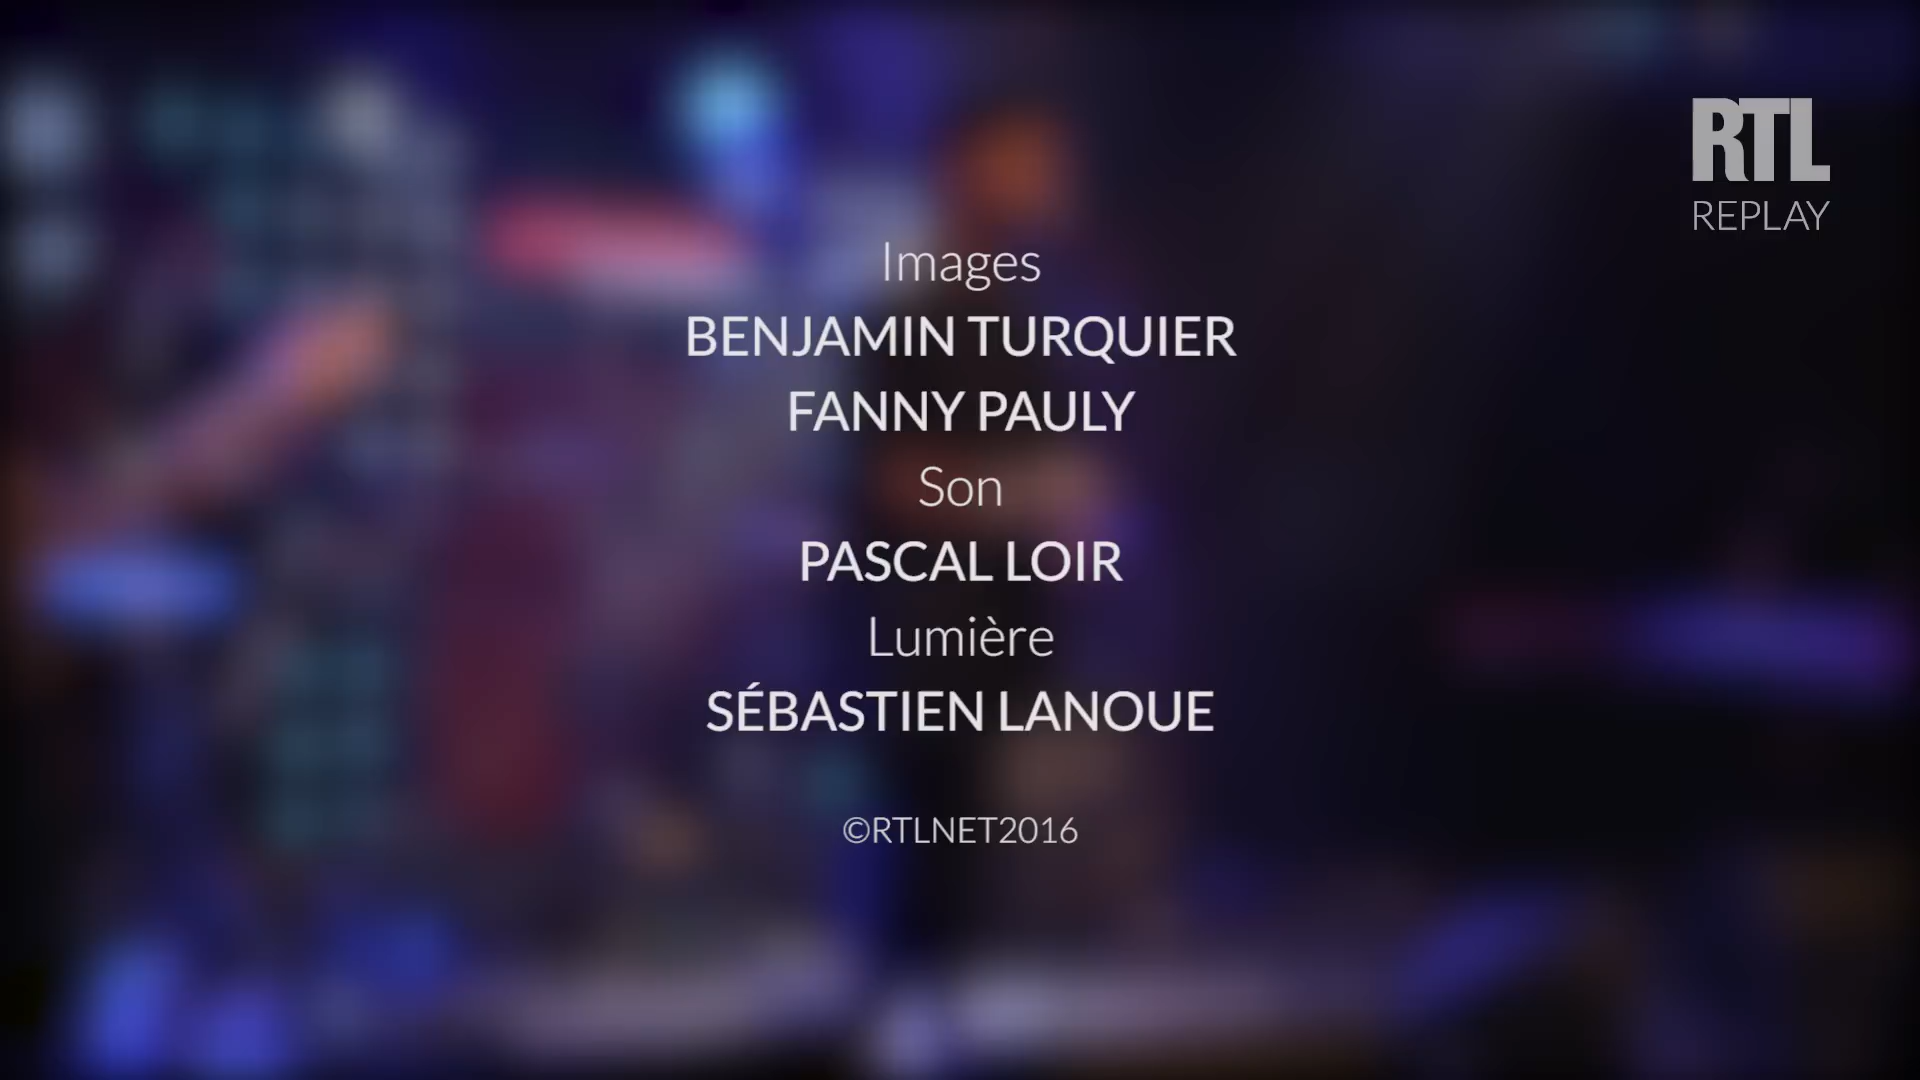 RTL
REPLAY
Images
BENJAMIN TURQUIER
FANNY PAULY
Son
PASCAL LOIR
Lumière
SÉBASTIEN LANOUE
©RTLNET2016